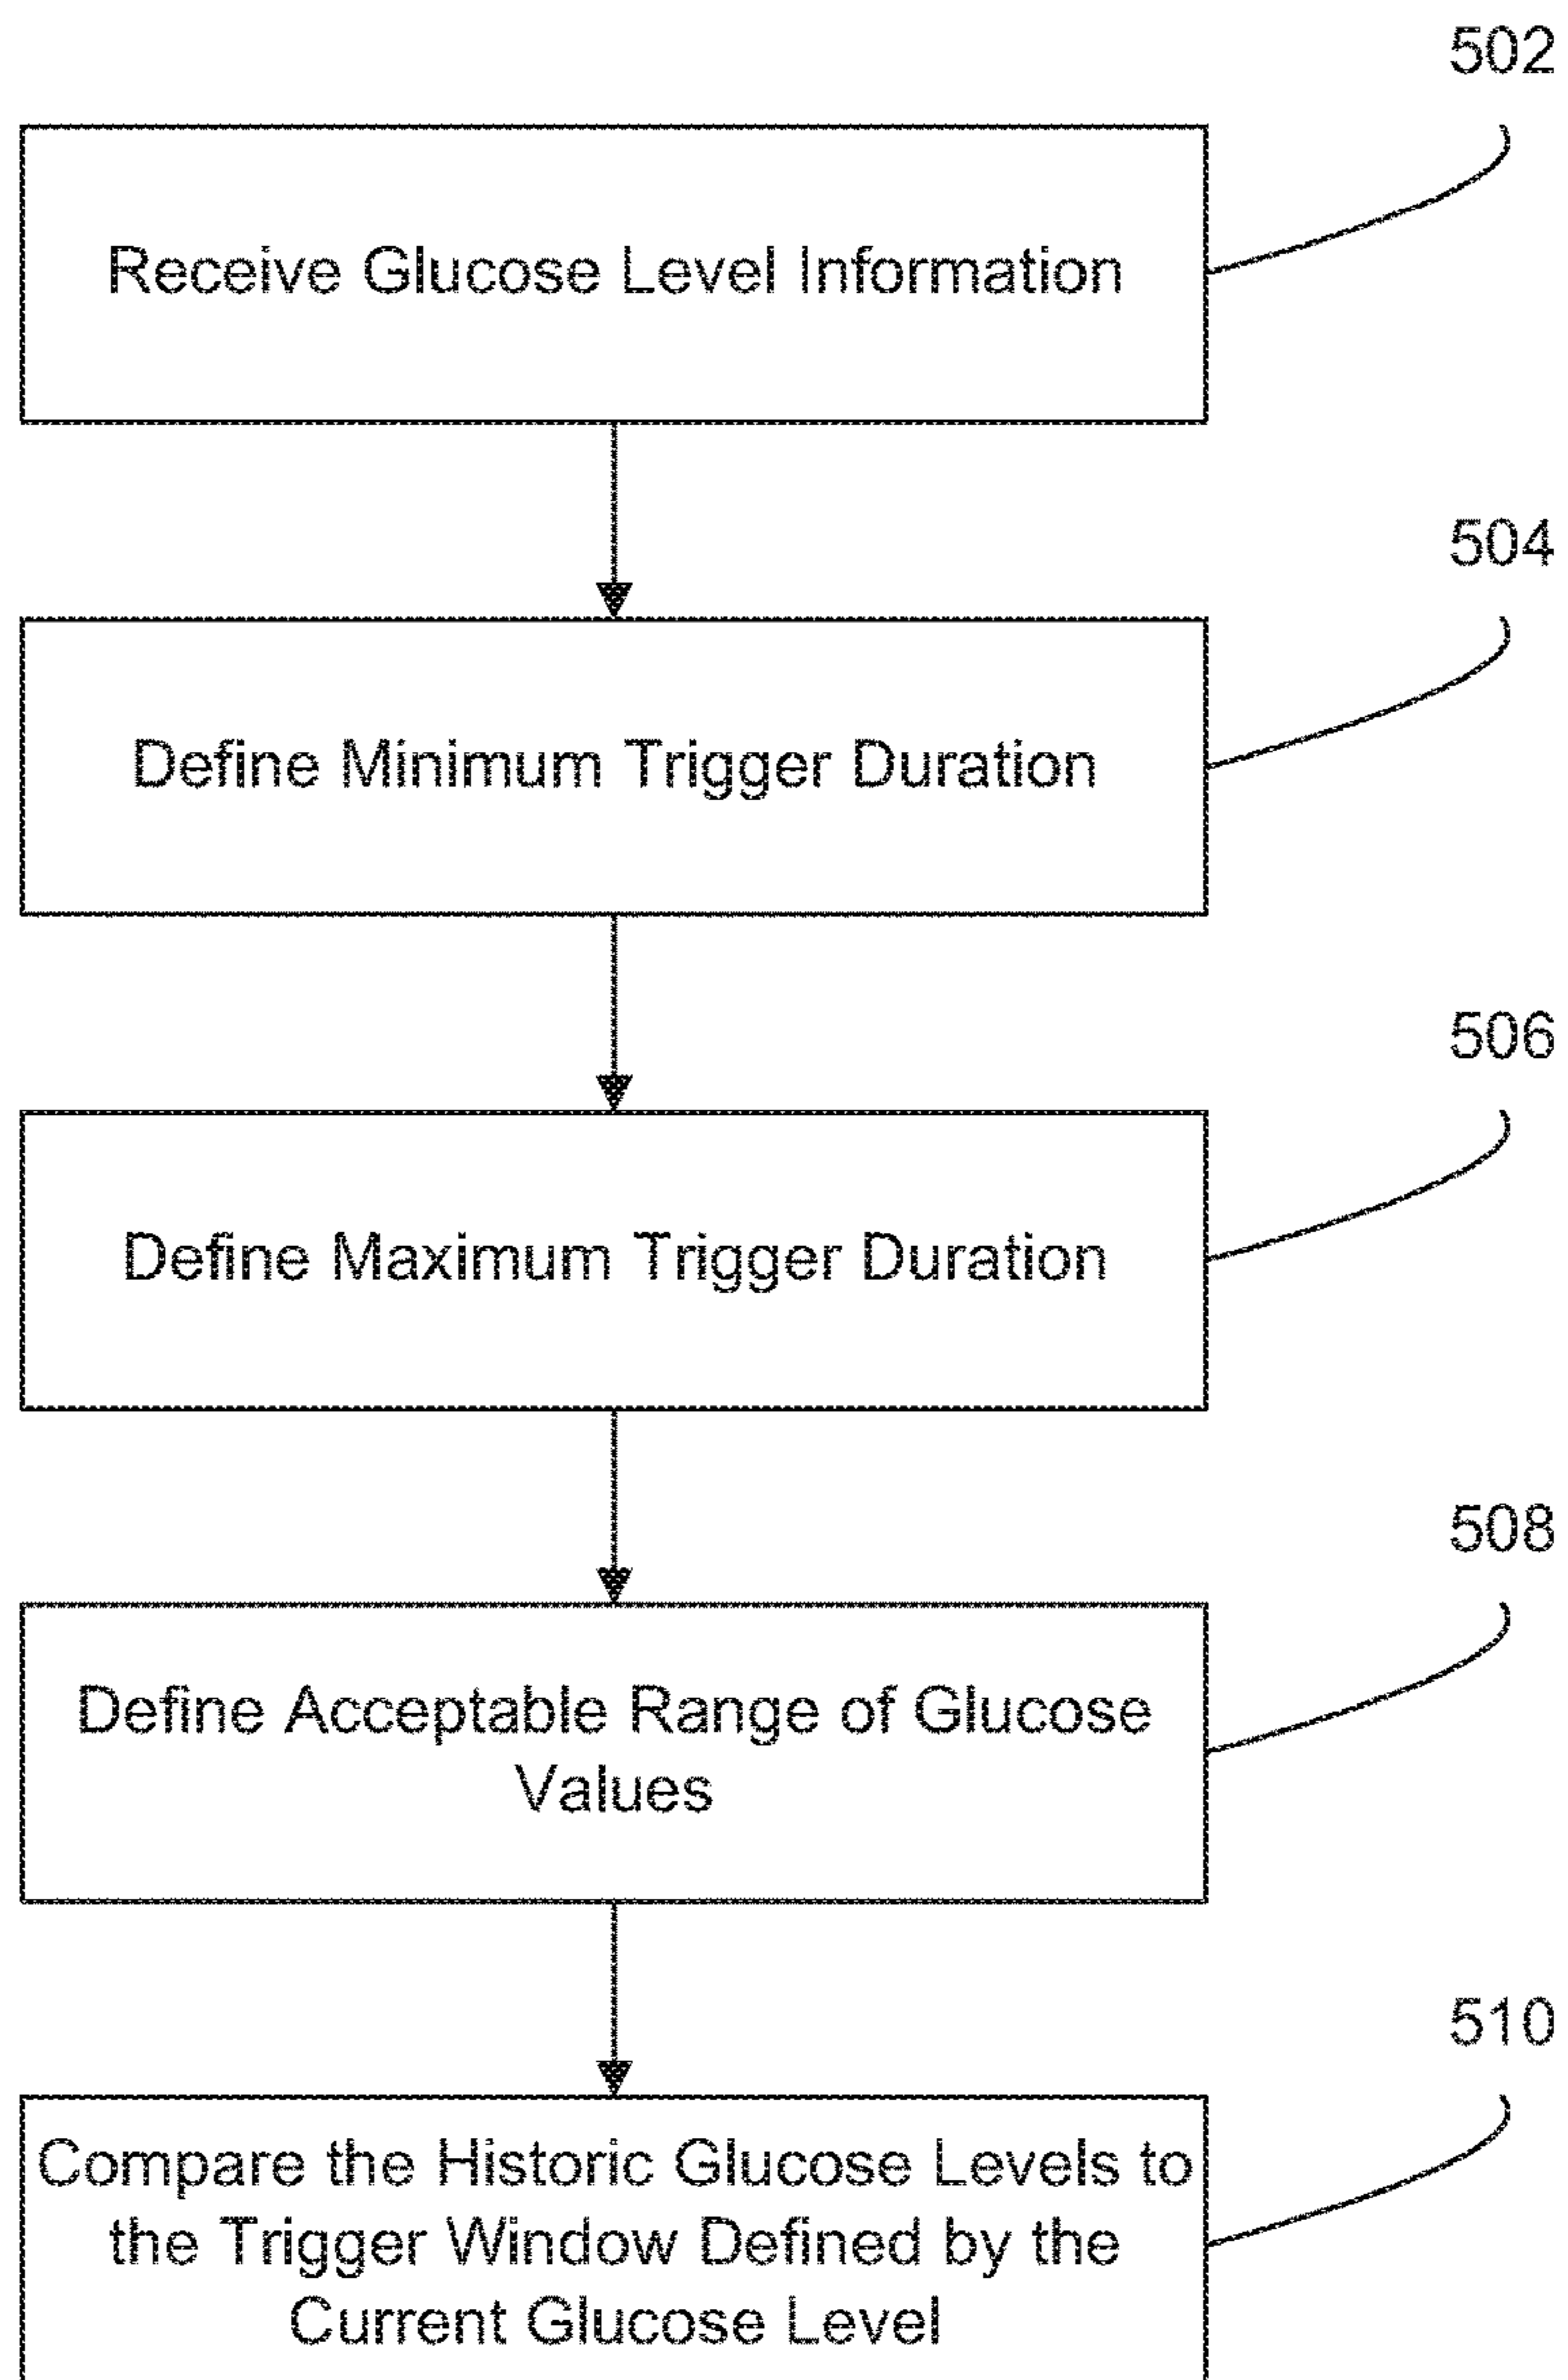 502
Receive Glucose Level Information
504
Define Minimum Trigger Duration
506
Define Maximum Trigger Duration
508
Define Acceptable Range of Glucose
Values
510
Compare the Historic Glucose Levels to
the Trigger Window Defined by the
Current Glucose Level